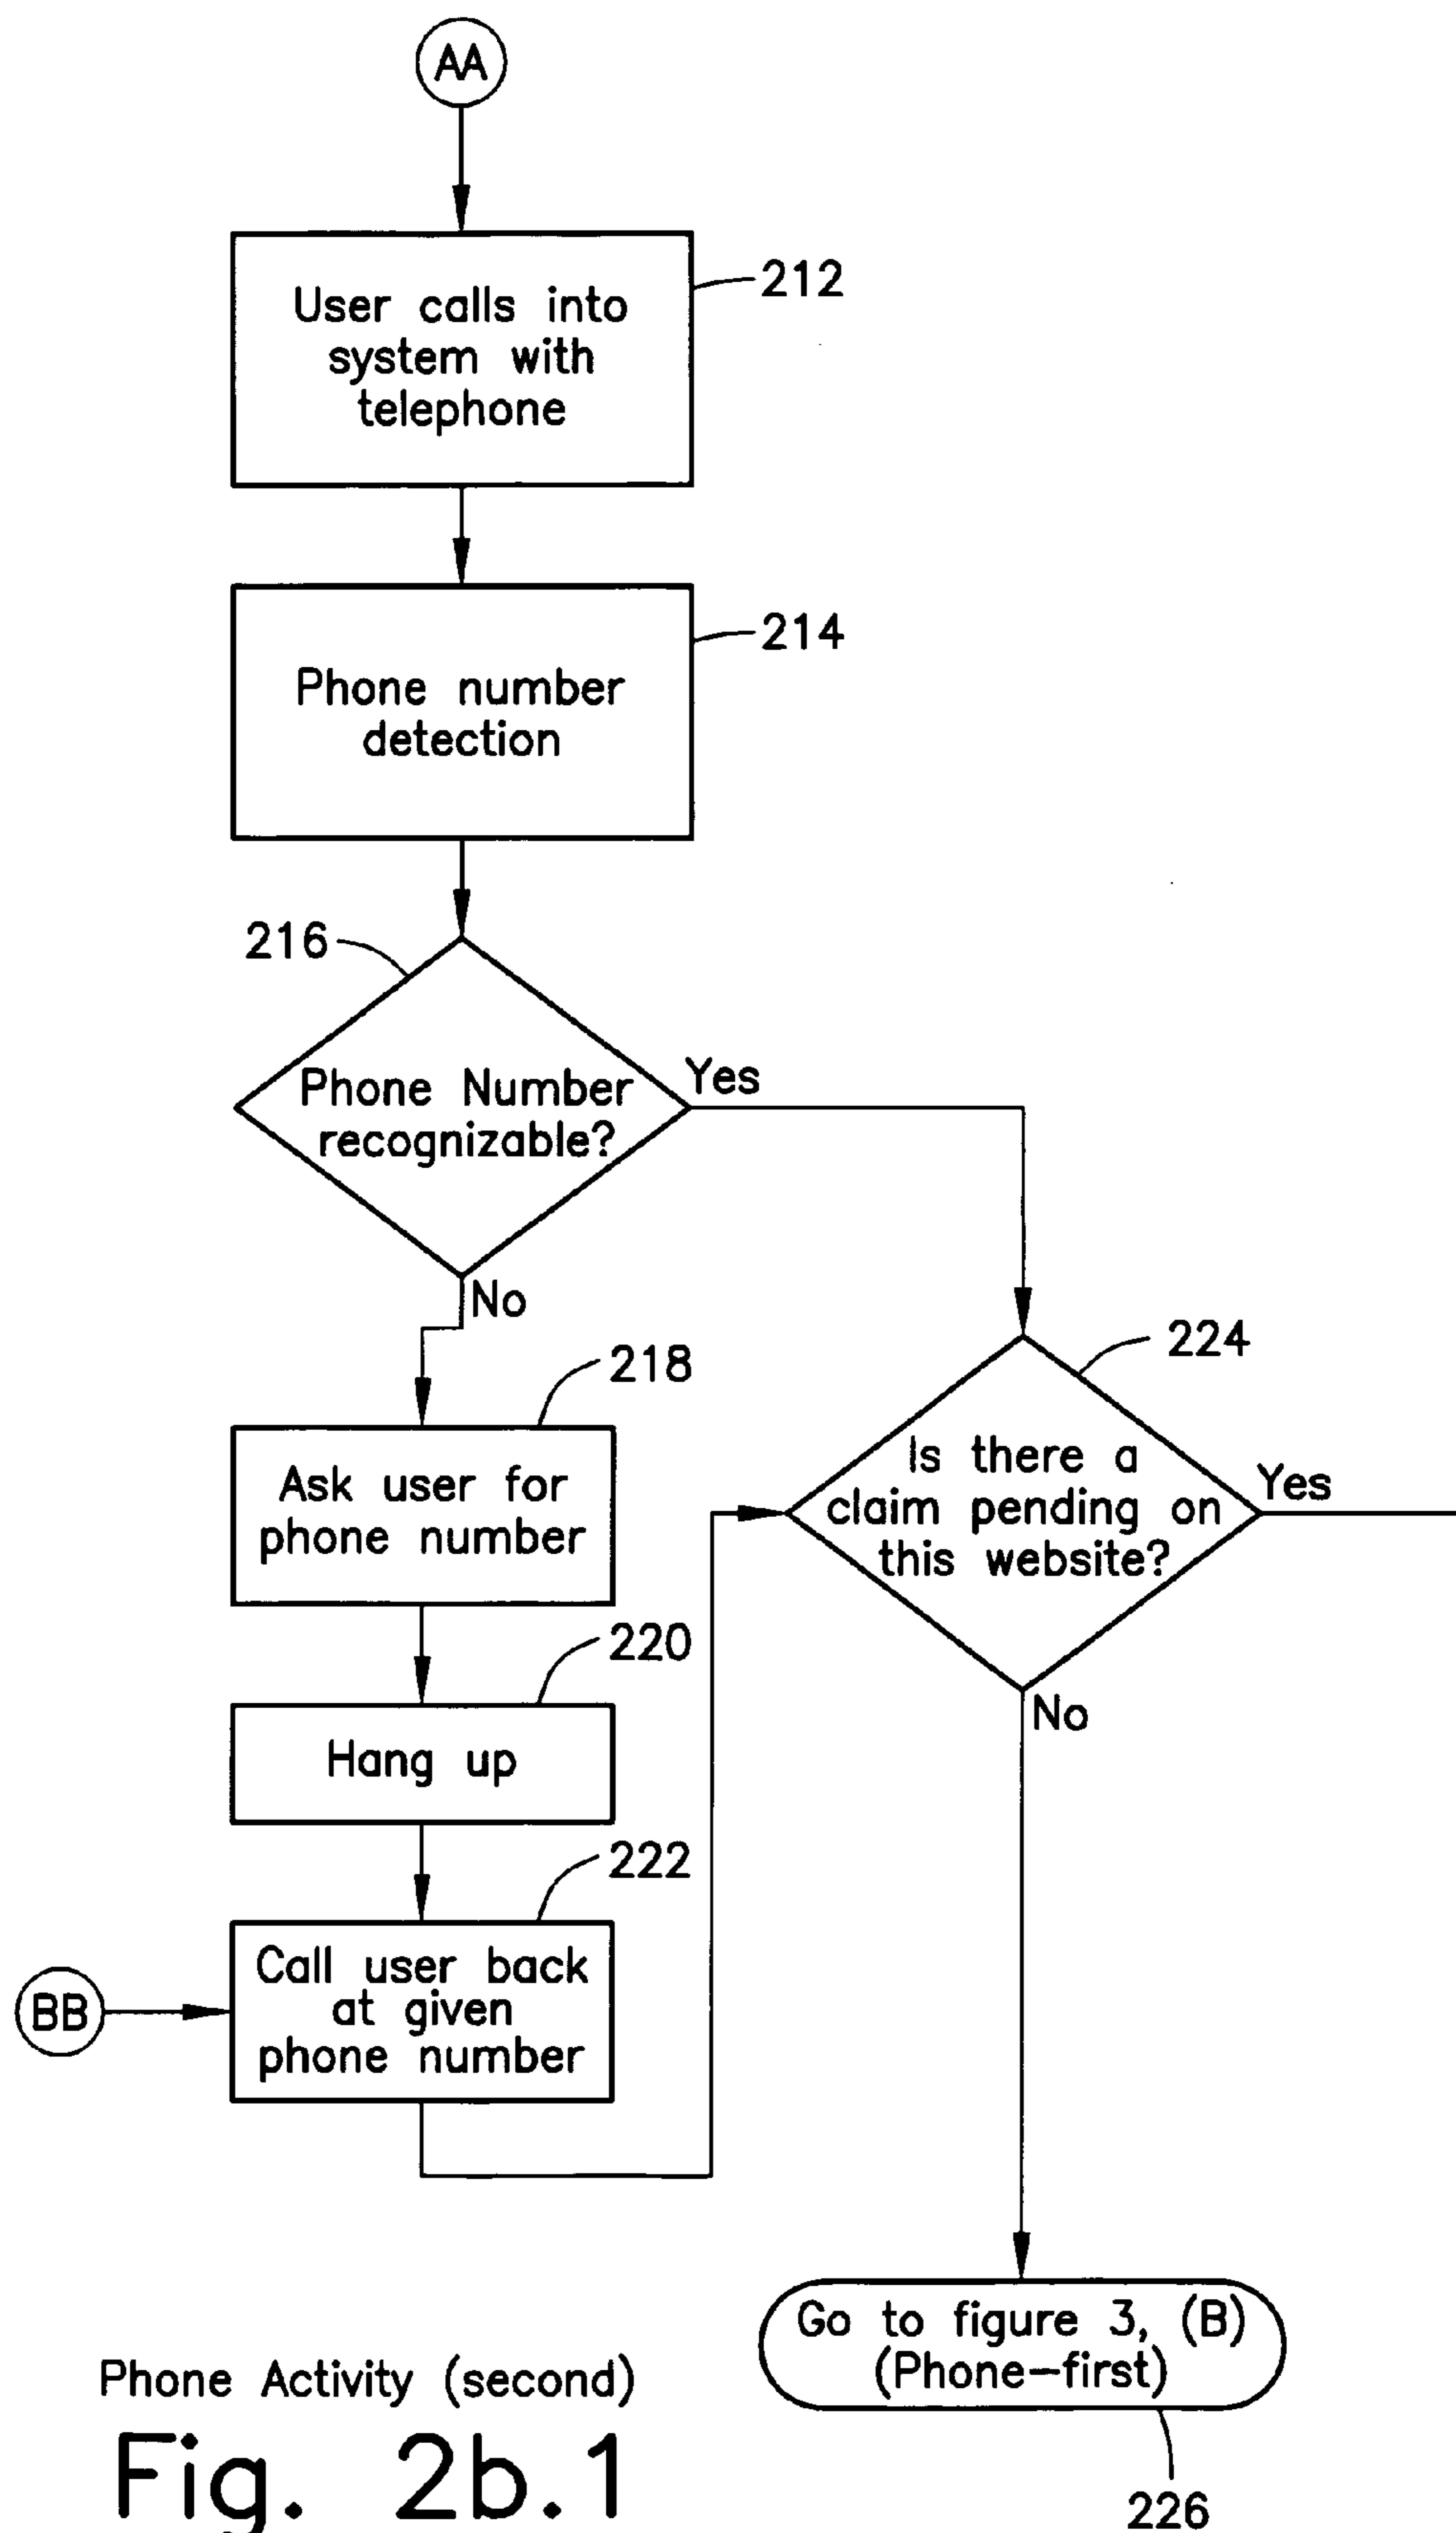 AA
User calls into
system with
telephone
212
Phone number
detection
214
216
Phone Number
recognizable?
Yes
No
218
Ask user for
phone number
220
Hang up
222
Call user back
at given
phone number
BB
224
Is there a
claim pending on
this website?
Yes
No
Go to figure 3, (B)
(Phone-first)
226
Phone Activity (second)
Fig. 2b.1